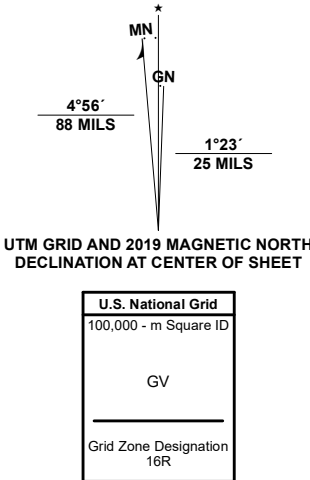 ★
MN
GN
4°56´
88 MILS
1°23´
25 MILS
UTM GRID AND 2019 MAGNETIC NORTH
DECLINATION AT CENTER OF SHEET
U.S. National Grid
100,000 - m Square ID
GV
Grid Zone Designation
16R